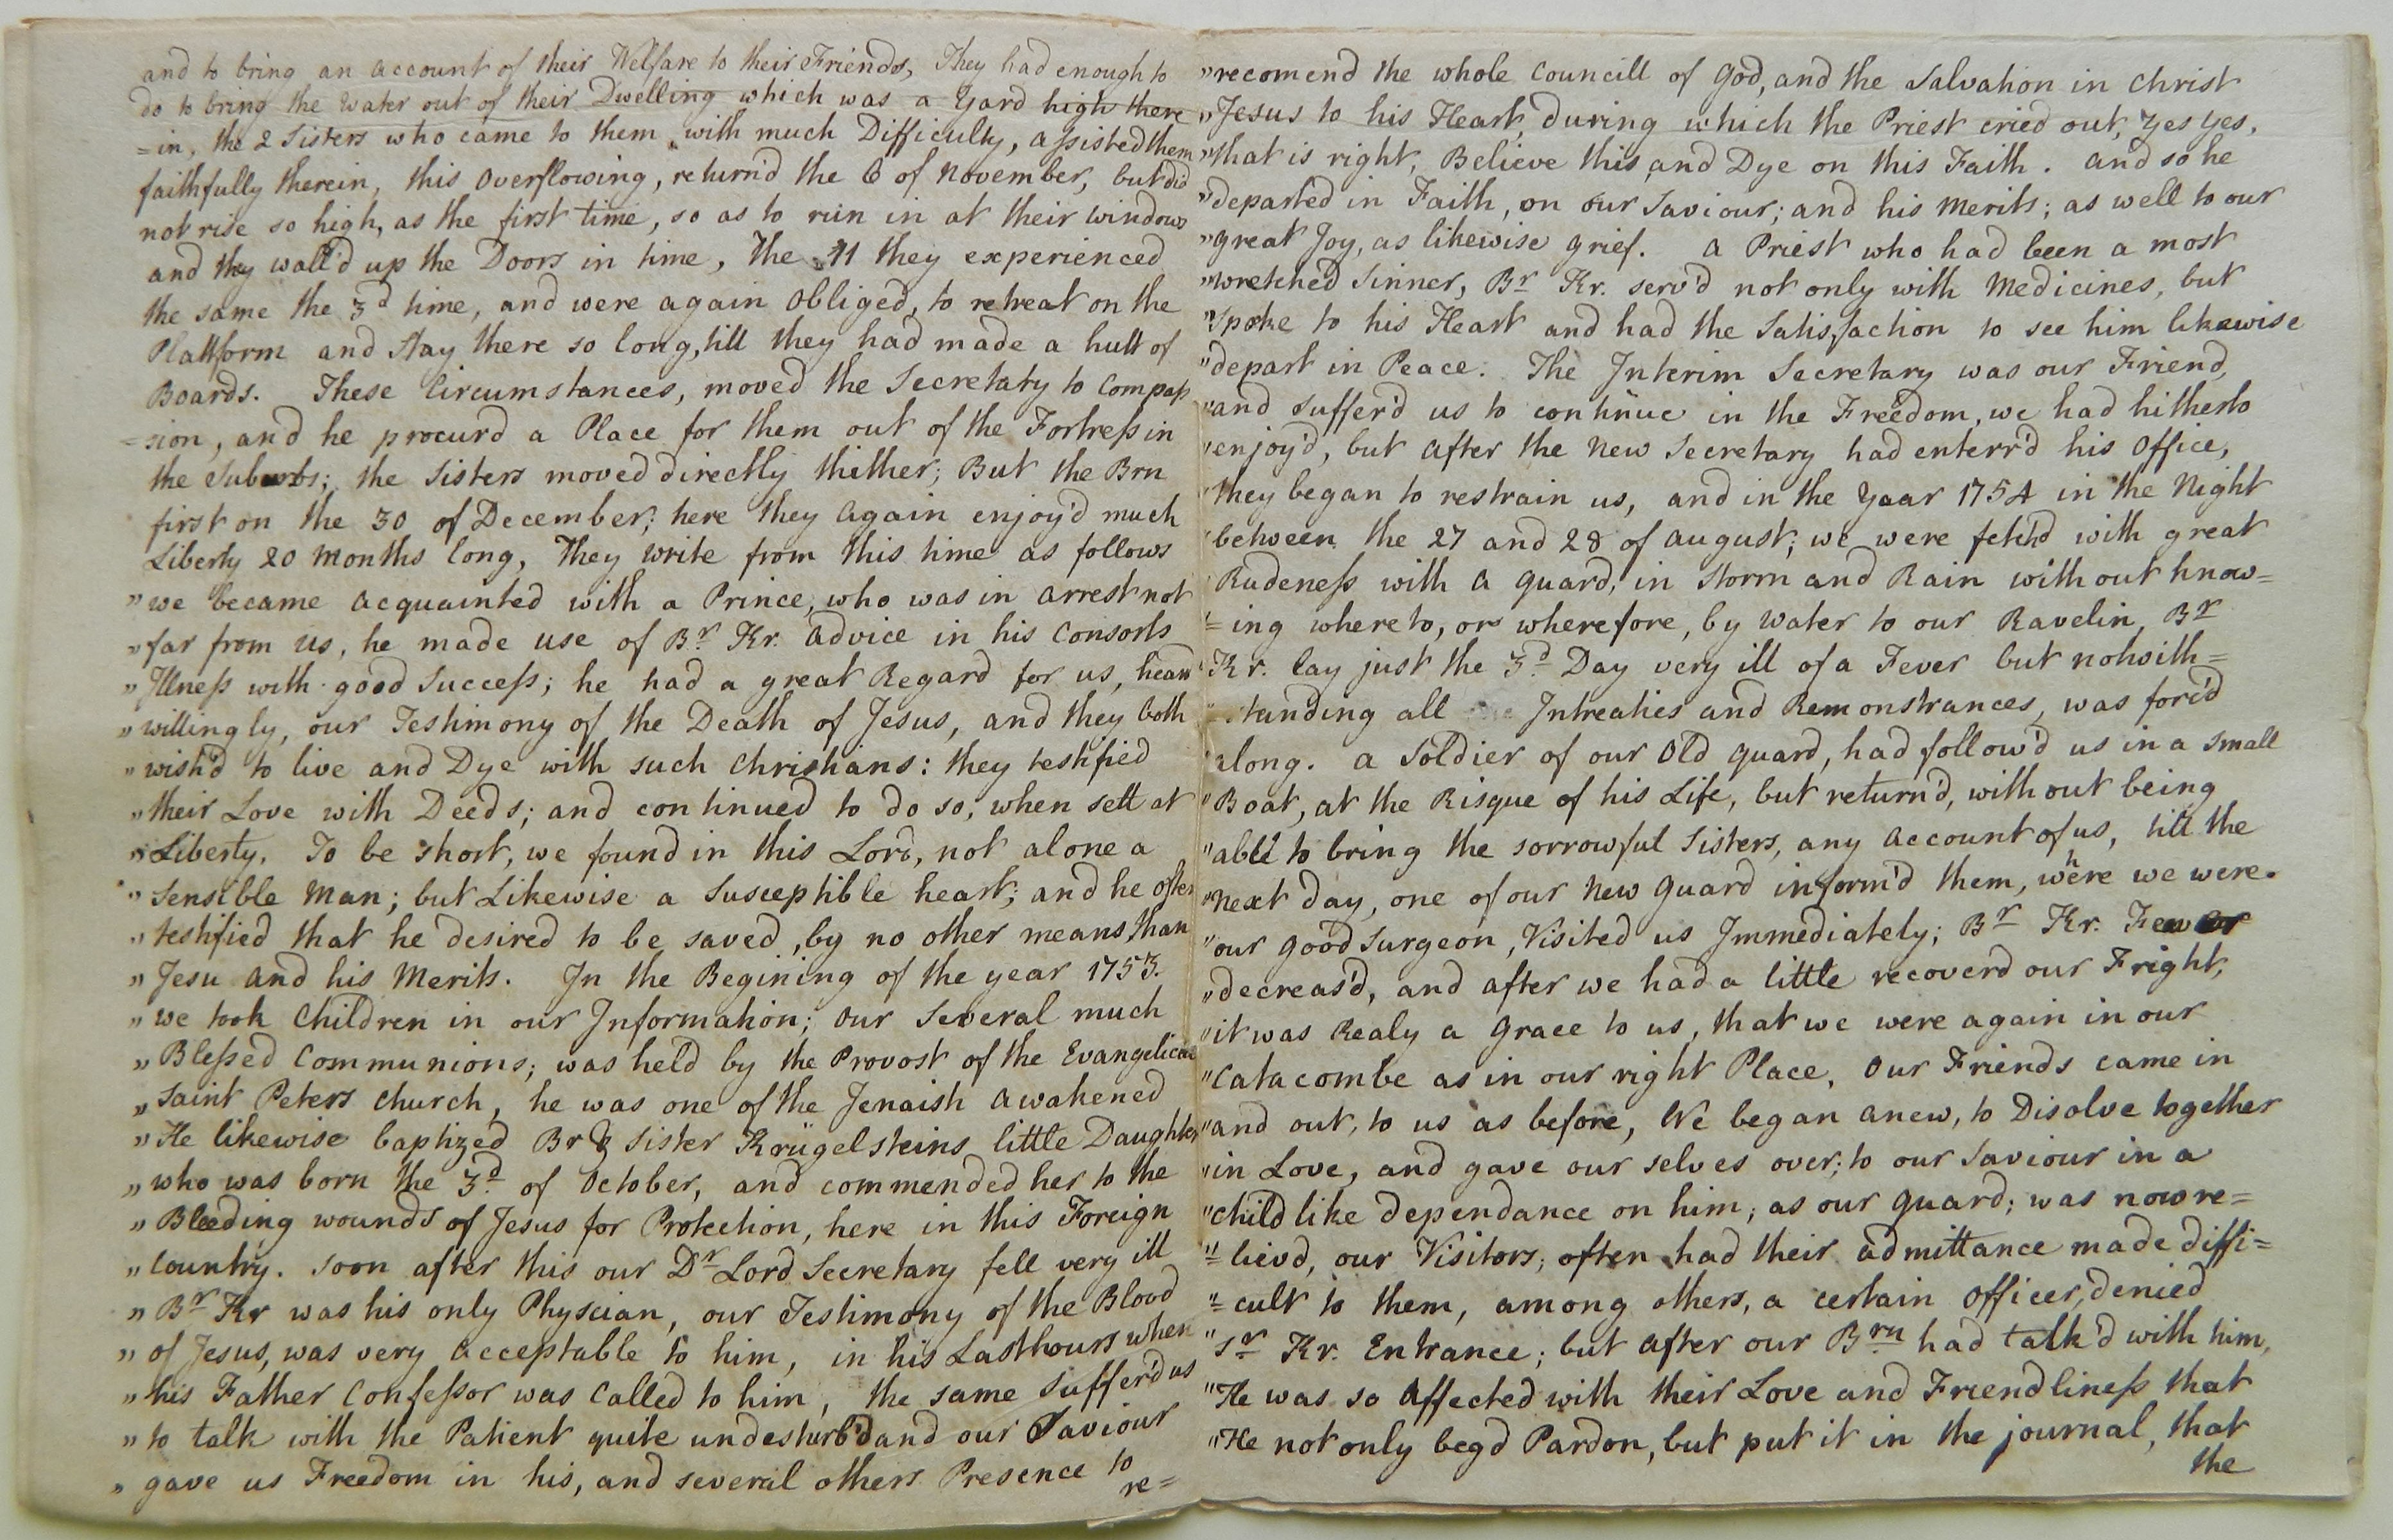 and to bring an account of their Welfare to their Friends, They had enough to
do to bring the Water out of their Dwelling which was a Yard high there
=in, the 2 Sisters who came to them, with much Difficulty, assisted them
faithfully therein, this Overflowing, return'd the 6 of November, but did
not rise so high, as the first time, so as to run in at their windows
and they wall'd up the Doors in time, The 11 they experienced
the same the 3d time, and were again Obliged, to retreat on the
Plattform and Stay there so long, till they had made a hutt of
Boards. These Circumstances, moved the Secretary to Compas
=sion, and he procurd a Place for them out of the Fortress in
the Suburbs; the Sisters moved directly thither; But the Brn
first on the 30 of December; here they again enjoy'd much
Liberty 20 Months long, They write from this time as follows
"we became acquainted with a Prince, who was in arrest not
"far from us, he made use of Br. Kr. advice in his Consorts
"Illness with good Success; he had a great Regard for us, heard
"willingly, our Testimony of the Death of Jesus, and they both
"wish'd to live and Dye with such Christians: they testified
"their Love with Deeds; and continued to do so, when sett at
"Liberty. To be short, we found in this Lord, not alone a
"Sensible Man; but Likewise a Susceptible heart; and he often
"testified that he desired to be saved, by no other means than
"Jesu and his Merits. In the Begining of the year 1753.
"we took Children in our Information; Our Several much
"Blessed Communions; was held by the Provost of the Evangelical
"Saint Peters Church, he was one of the Jenaish Awakened
"He likewise baptized Br & Sister Krügelsteins little Daughter
"who was born the 3d. of October, and commended her to the
"Bleeding wounds of Jesus for Protection, here in this Foreign
"Country. Soon after this our Dr Lord Secretary fell very ill
"Br Kr was his only Physcian, our Testimony of the Blood
"of Jesus, was very acceptable to him, in his Last hours when
"his Father Confessor was Called to him, the same Suffer'd us
"to talk with the Patient quite undesturb'd and our Saviour
"gave us Freedom in his, and several others Presence to
re=
"recomend the whole Councill of God, and the Salvation in Christ
"Jesus to his Heart, during which the Priest cried out, Yes Yes,
"that is right, Believe this, and Dye on this Faith. and so he
"departed in Faith, on our Saviour; and his Merits; as well to our
"great Joy, as likewise grief. A Priest who had been a most
"wretched Sinner, Br Kr. serv'd not only with Medicines, but
"Spoke to his Heart and had the Satisfaction to see him likewise
"depart in Peace. The Interim Secretary was our Friend,
"and suffer'd us to continue in the Freedom, we had hitherto
"enjoy'd, but after the New Secretary had enterr'd his Office,
"they began to restrain us, and in the Yaar 1754 in the Night
"between the 27 and 28 of August; we were fetch'd with great
"Rudeness with a guard, in Storm and Rain without know=
"=ing whereto, or wherefore, by Water to our Ravelin, Br
"Kr. lay just the 3d. Day very ill of a Fever but notwith=
"=standing all Intreaties and Remonstrances, was forc'd
"along. A Soldier of our Old guard, had follow'd us in a small
"Boat, at the Risque of his Life, but return'd, without being
"able to bring the sorrowful Sisters, any account of us, till the
"Next day, one of our New guard inform'd them, where we were.
"our good Surgeon, Visited us Immediately; Br Kr. Fever
"decreas'd, and after we had a little recoverd our Fright,
"it was Realy a Grace to us, that we were again in our
"Catacombe as in our right Place, Our Friends came in
"and out, to us as before, We began anew, to Disolve together
"in Love, and gave our selves over; to our Saviour in a
"Childlike dependance on him; as our guard; was now re=
"=lievd, our Visitors; often had their admittance made diffi=
"=cult to them, among others, a certain Officer, denied
"Sr Kr. Entrance; but after our Brn had talk'd with him,
"He was so Affected with their Love and Friendliness that
"He not only begd Pardon, but put it in the journal, that
the